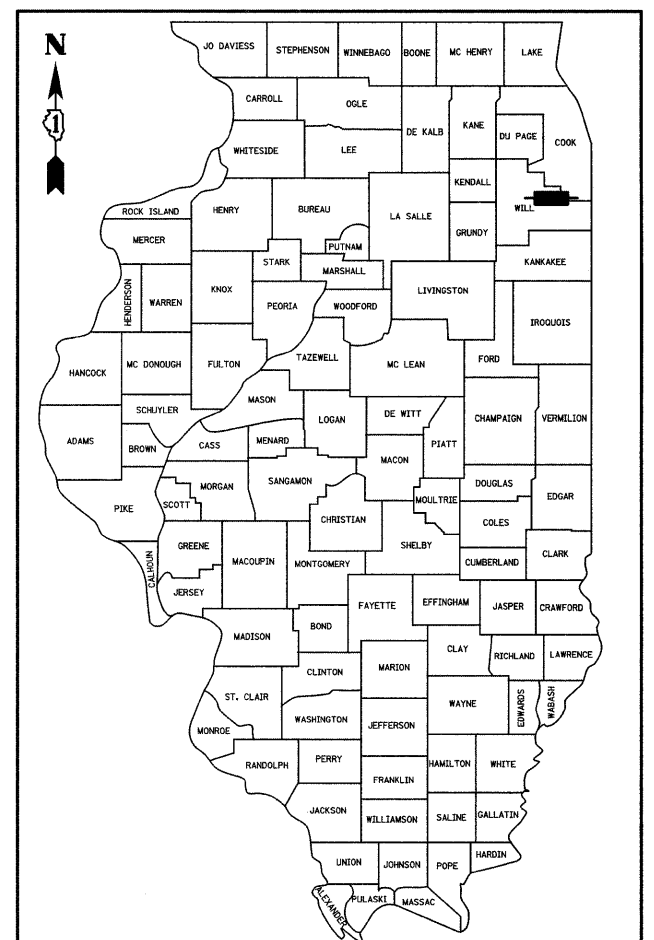 N
1
JO DAVIESS STEPHENSON WINNEBAGO BOONE MC HENRY LAKE
CARROLL OGLE DE KALB KANE DU PAGE COOK
WHITESIDE LEE KENDALL WILL
ROCK ISLAND HENRY BUREAU LA SALLE GRUNDY
MERCER PUTNAM KANKAKEE
STARK MARSHALL
HENDERSON WARREN KNOX PEORIA WOODFORD LIVINGSTON IROQUOIS
HANCOCK MC DONOUGH FULTON TAZEWELL MC LEAN FORD
MASON
SCHUYLER LOGAN DE WITT CHAMPAIGN VERMILION
ADAMS BROWN CASS MENARD MACON PIATT
MORGAN SANGAMON DOUGLAS EDGAR
PIKE SCOTT CHRISTIAN MOULTRIE COLES
GREENE MACOUPIN MONTGOMERY SHELBY CUMBERLAND CLARK
CALHOUN JERSEY FAYETTE EFFINGHAM JASPER CRAWFORD
MADISON BOND CLAY RICHLAND LAWRENCE
CLINTON MARION
ST. CLAIR WAYNE EDWARDS WABASH
MONROE WASHINGTON JEFFERSON
RANDOLPH PERRY HAMILTON WHITE
FRANKLIN
JACKSON WILLIAMSON SALINE GALLATIN
UNION JOHNSON POPE HARDIN
ALEXANDER PULASKI MASSAC